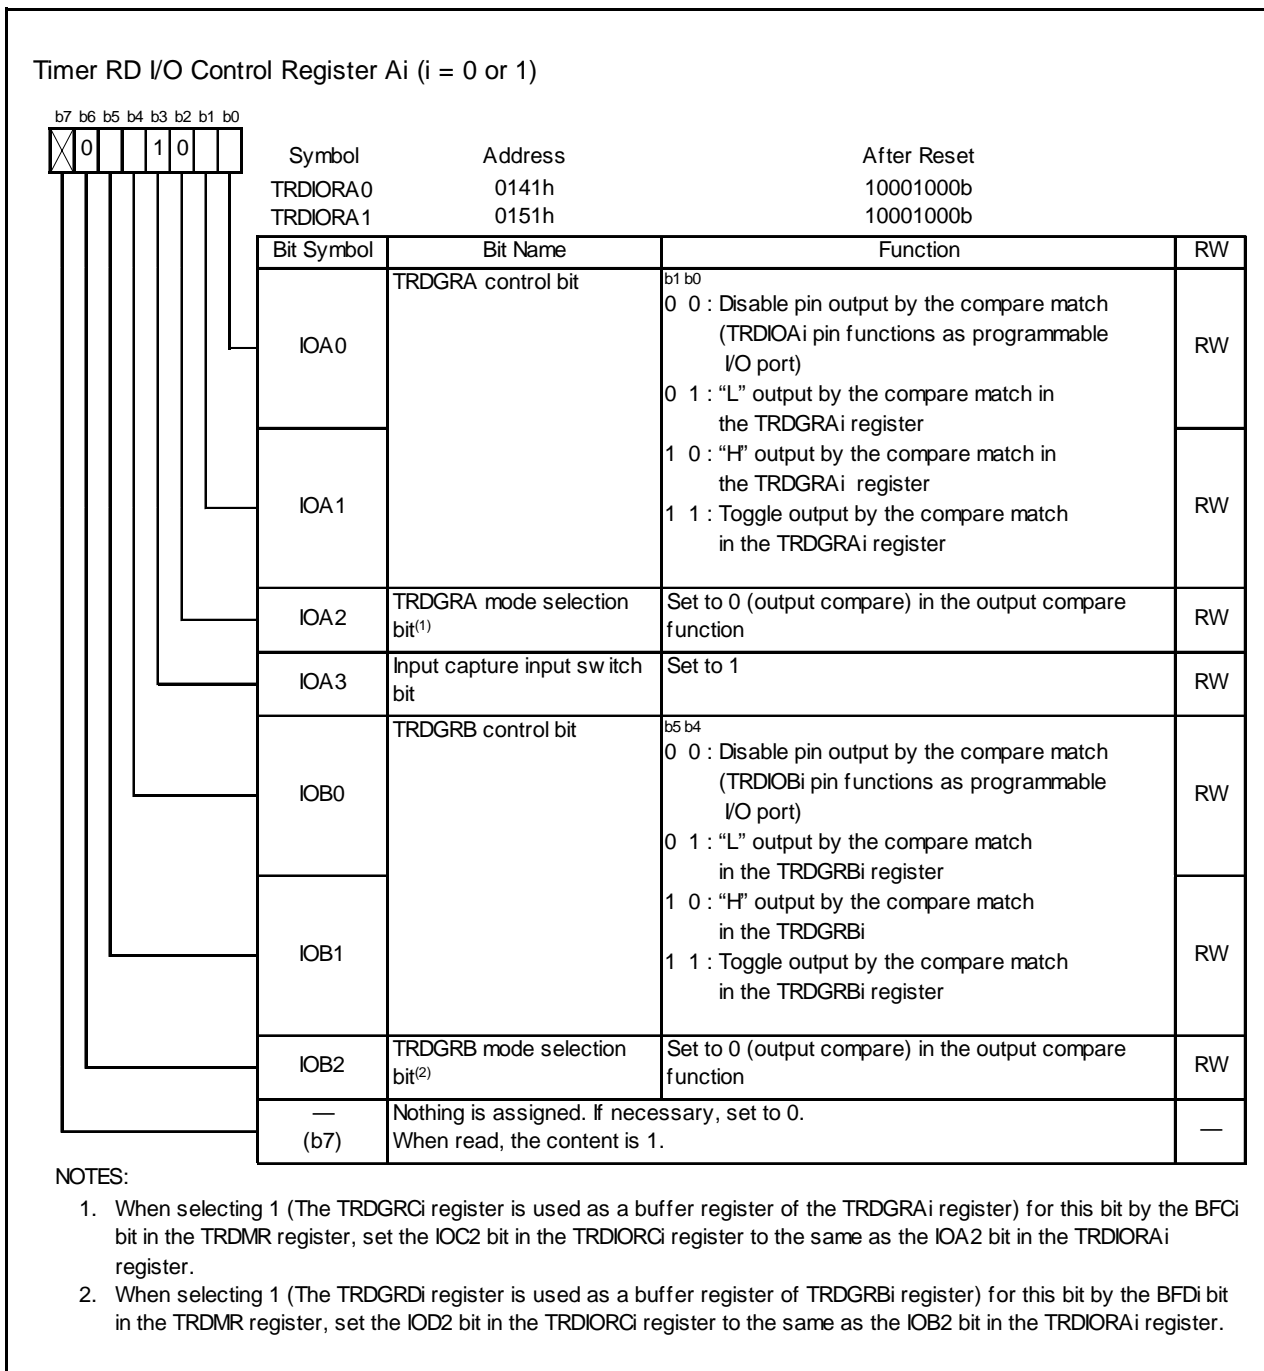 Timer RD I/O Control Register Ai (i = 0 or 1)
b7 b6 b5 b4 b3 b2 b1 b0
0 1 0
Symbol Address After Reset
TRDIORA0 0141h 10001000b
TRDIORA1 0151h 10001000b
Bit Symbol Bit Name Function RW
IOA0 TRDGRA control bit b1 b0
0 0 : Disable pin output by the compare match
(TRDIOAi pin functions as programmable
I/O port)
RW
0 1 : “L” output by the compare match in
the TRDGRAi register
IOA1
1 0 : “H” output by the compare match in
the TRDGRAi register
1 1 : Toggle output by the compare match
in the TRDGRAi register
RW
IOA2 TRDGRA mode selection
bit(1)
Set to 0 (output compare) in the output compare
function
RW
IOA3 Input capture input switch
bit
Set to 1
RW
IOB0 TRDGRB control bit b5 b4
0 0 : Disable pin output by the compare match
(TRDIOBi pin functions as programmable
I/O port)
RW
0 1 : “L” output by the compare match
in the TRDGRBi register
IOB1
1 0 : “H” output by the compare match
in the TRDGRBi
1 1 : Toggle output by the compare match
in the TRDGRBi register
RW
IOB2 TRDGRB mode selection
bit(2)
Set to 0 (output compare) in the output compare
function
RW
—
(b7)
Nothing is assigned. If necessary, set to 0.
When read, the content is 1.
—
NOTES:
1. When selecting 1 (The TRDGRCi register is used as a buffer register of the TRDGRAi register) for this bit by the BFCi
bit in the TRDMR register, set the IOC2 bit in the TRDIORCi register to the same as the IOA2 bit in the TRDIORAi
register.
2. When selecting 1 (The TRDGRDi register is used as a buffer register of TRDGRBi register) for this bit by the BFDi bit
in the TRDMR register, set the IOD2 bit in the TRDIORCi register to the same as the IOB2 bit in the TRDIORAi register.